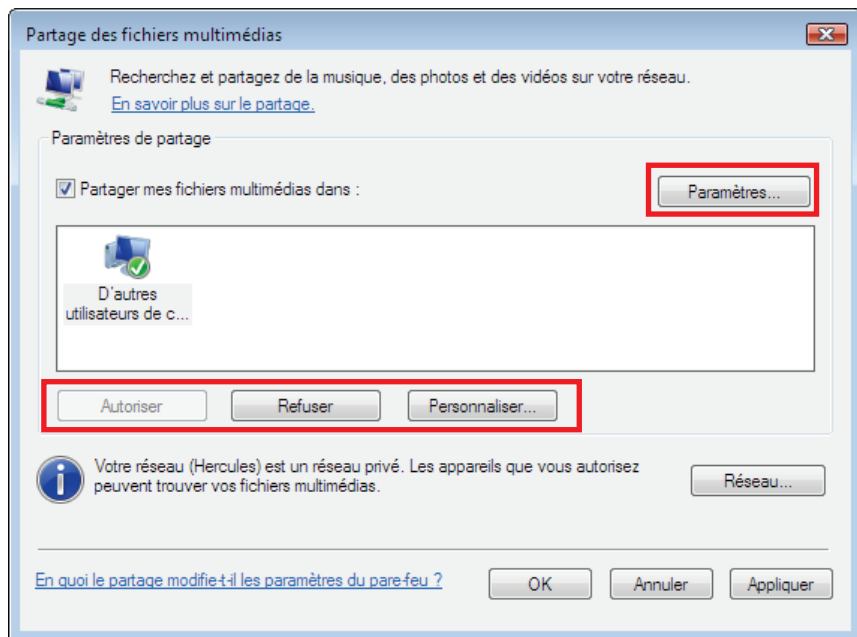 Partage des fichiers multimédias
Recherchez et partagez de la musique, des photos et des vidéos sur votre réseau.
En savoir plus sur le partage.
Paramètres de partage
Partager mes fichiers multimédias dans :
Paramètres...
D'autres
utilisateurs de c...
Autoriser
Refuser
Personnaliser...
Votre réseau (Hercules) est un réseau privé. Les appareils que vous autorisez
peuvent trouver vos fichiers multimédias.
Réseau...
En quoi le partage modifie-t-il les paramètres du pare-feu ?
OK
Annuler
Appliquer